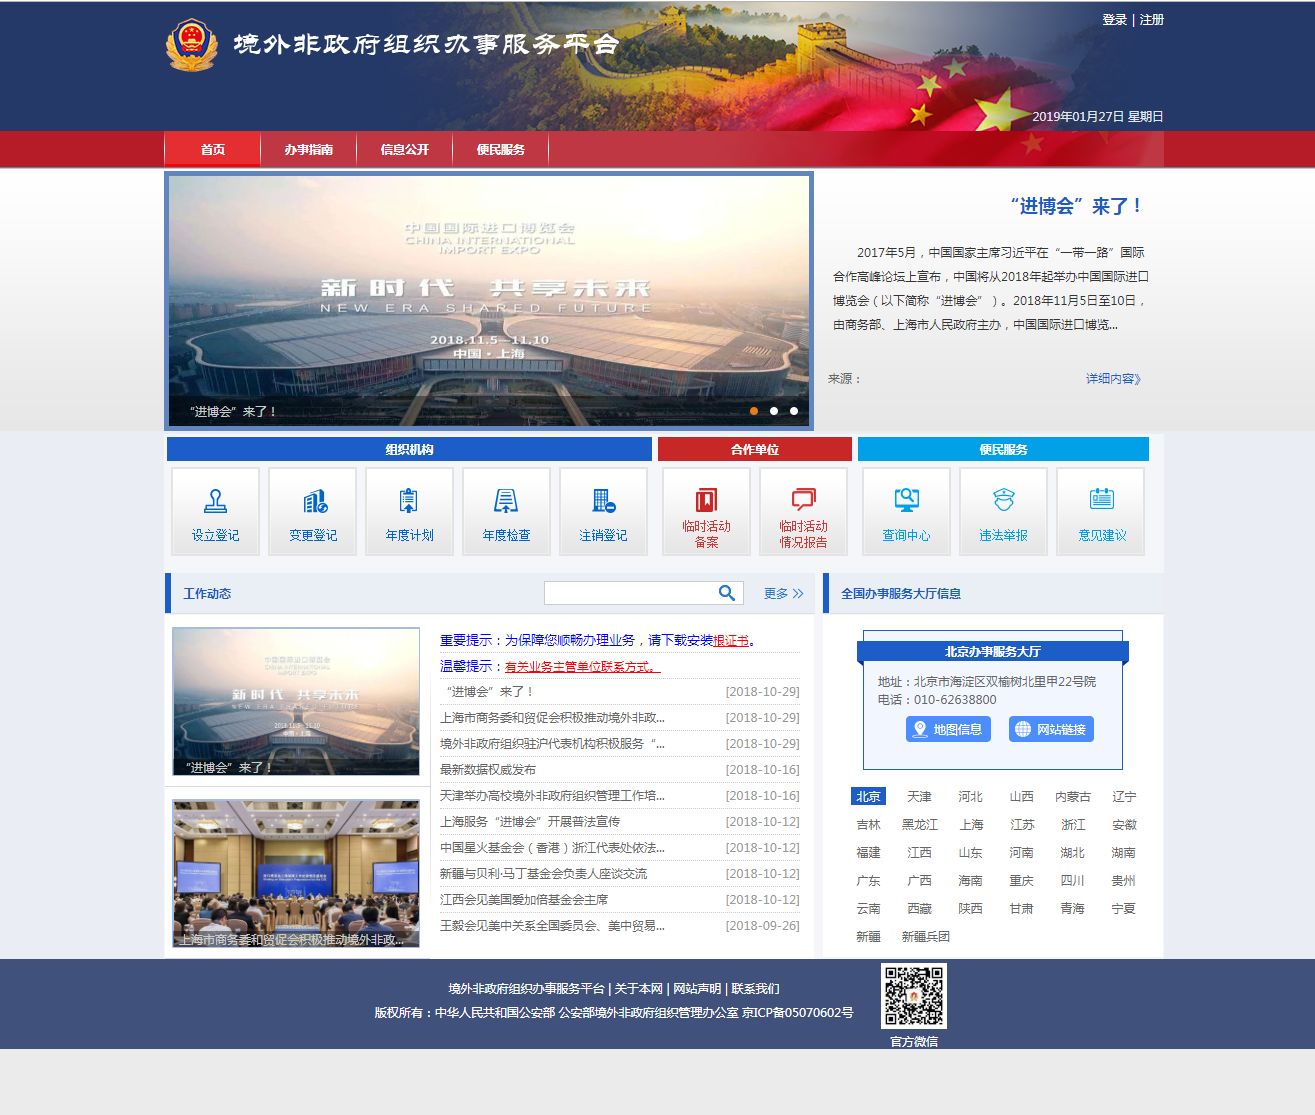 登录 | 注册
境外非政府组织办事服务平台
2019年01月27日 星期日
首页 办事指南 信息公开 便民服务
中国国际进口博览会
CHINA INTERNATIONAL
IMPORT EXPO
新时代 共享未来
NEW ERA SHARED FUTURE
2018.11.5—11.10
中国·上海
“进博会”来了！
“进博会”来了！
2017年5月，中国国家主席习近平在“一带一路”国际
合作高峰论坛上宣布，中国将从2018年起举办中国国际进口
博览会（以下简称“进博会”）。2018年11月5日至10日，
由商务部、上海市人民政府主办，中国国际进口博览...
来源： 详细内容》
组织机构 合作单位 便民服务
设立登记
变更登记
年度计划
年度检查
注销登记
临时活动
备案
临时活动
情况报告
查询中心
违法举报
意见建议
工作动态 更多
中国国际进口博览会
CHINA INTERNATIONAL
IMPORT EXPO
新时代 共享未来
NEW ERA SHARED FUTURE
2018.11.5—11.10
中国·上海
“进博会”来了！
上海市商务委和贸促会积极推动境外非政...
重要提示：为保障您顺畅办理业务，请下载安装根证书。
温馨提示：有关业务主管单位联系方式。
“进博会”来了！ [2018-10-29]
上海市商务委和贸促会积极推动境外非政... [2018-10-29]
境外非政府组织驻沪代表机构积极服务“... [2018-10-29]
最新数据权威发布 [2018-10-16]
天津举办高校境外非政府组织管理工作培... [2018-10-16]
上海服务“进博会”开展普法宣传 [2018-10-12]
中国星火基金会（香港）浙江代表处依法... [2018-10-12]
新疆与贝利·马丁基金会负责人座谈交流 [2018-10-12]
江西会见美国爱加倍基金会主席 [2018-10-12]
王毅会见美中关系全国委员会、美中贸易... [2018-09-26]
全国办事服务大厅信息
北京办事服务大厅
地址：北京市海淀区双榆树北里甲22号院
电话：010-62638800
地图信息 网站链接
北京 天津 河北 山西 内蒙古 辽宁
吉林 黑龙江 上海 江苏 浙江 安徽
福建 江西 山东 河南 湖北 湖南
广东 广西 海南 重庆 四川 贵州
云南 西藏 陕西 甘肃 青海 宁夏
新疆 新疆兵团
境外非政府组织办事服务平台 | 关于本网 | 网站声明 | 联系我们
版权所有：中华人民共和国公安部 公安部境外非政府组织管理办公室 京ICP备05070602号
官方微信